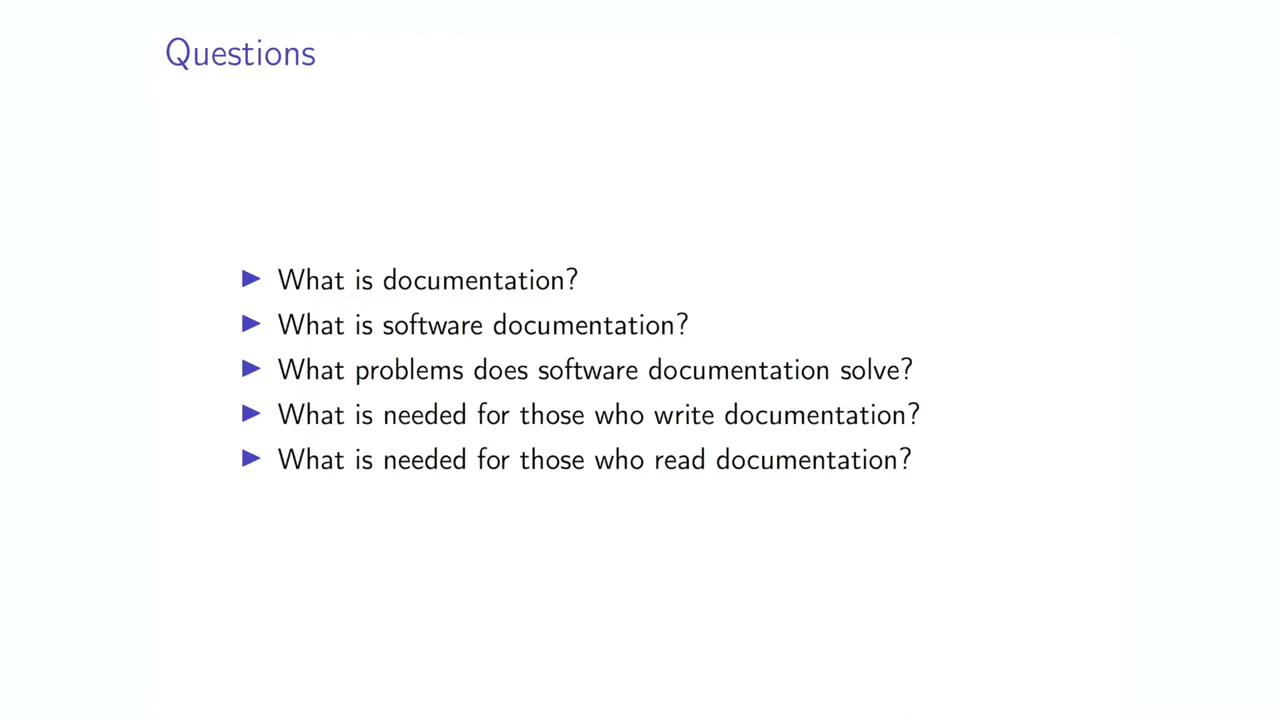 Questions
What is documentation?
What is software documentation?
What problems does software documentation solve?
What is needed for those who write documentation?
What is needed for those who read documentation?